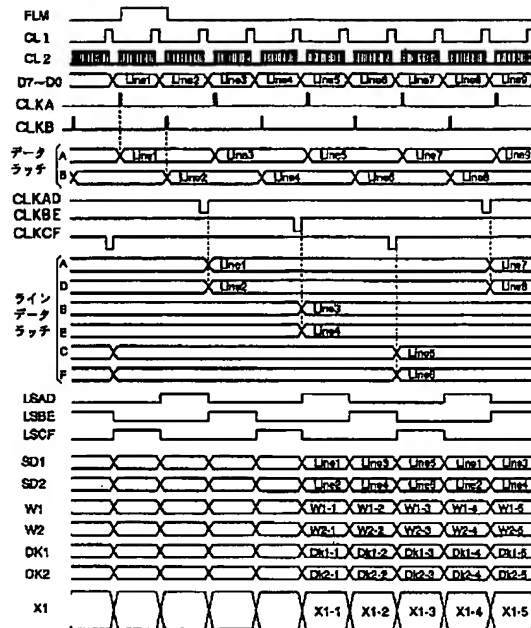 FLM
CL1
CL2
D7~D0 Line1 Line2 Line3 Line4 Line5 Line6 Line7 Line8 Line9
CLKA
CLKB
データ
ラッチ
A Line1 Line3 Line5 Line7 Line9
B Line2 Line4 Line6 Line8
CLKAD
CLKBE
CLKCF
ライン
データ
ラッチ
A Line1 Line7
D Line2 Line8
B Line3
E Line4
C Line5
F Line6
LSAD
LSBE
LSCF
SD1 Line1 Line3 Line5 Line1 Line3
SD2 Line2 Line4 Line6 Line2 Line4
W1 W1-1 W1-2 W1-3 W1-4 W1-5
W2 W2-1 W2-2 W2-3 W2-4 W2-5
DK1 Dk1-1 Dk1-2 Dk1-3 Dk1-4 Dk1-5
DK2 Dk2-1 Dk2-2 Dk2-3 Dk2-4 Dk2-5
X1 X1-1 X1-2 X1-3 X1-4 X1-5